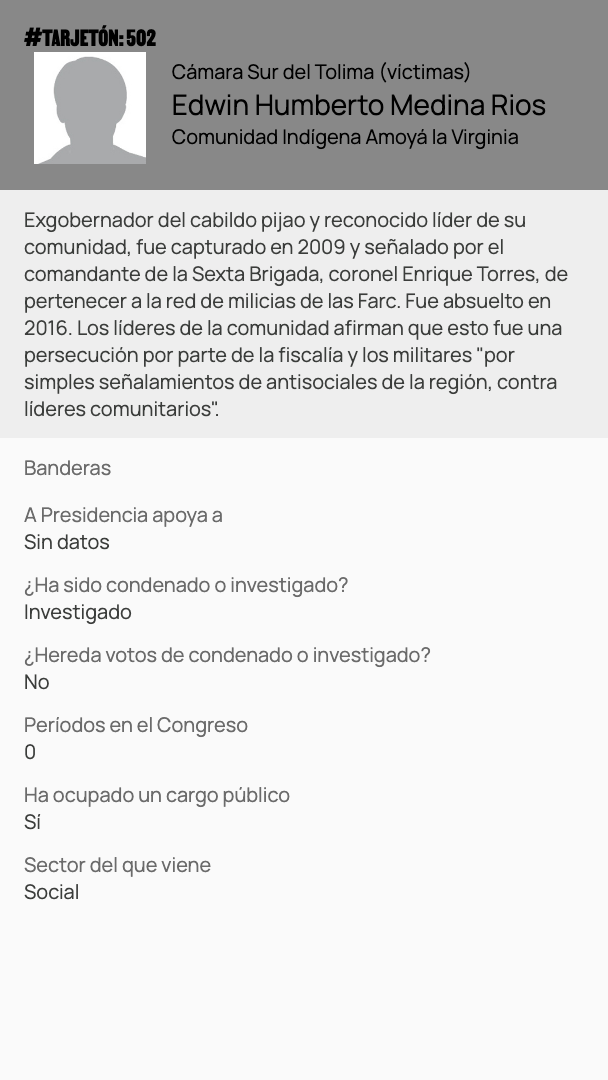 #TARJETÓN: 502
Cámara Sur del Tolima (víctimas)
Edwin Humberto Medina Rios
Comunidad Indígena Amoyá la Virginia
Exgobernador del cabildo pijao y reconocido líder de su
comunidad, fue capturado en 2009 y señalado por el
comandante de la Sexta Brigada, coronel Enrique Torres, de
pertenecer a la red de milicias de las Farc. Fue absuelto en
2016. Los líderes de la comunidad afirman que esto fue una
persecución por parte de la fiscalía y los militares "por
simples señalamientos de antisociales de la región, contra
líderes comunitarios".
Banderas
A Presidencia apoya a
Sin datos
¿Ha sido condenado o investigado?
Investigado
¿Hereda votos de condenado o investigado?
No
Períodos en el Congreso
0
Ha ocupado un cargo público
Sí
Sector del que viene
Social